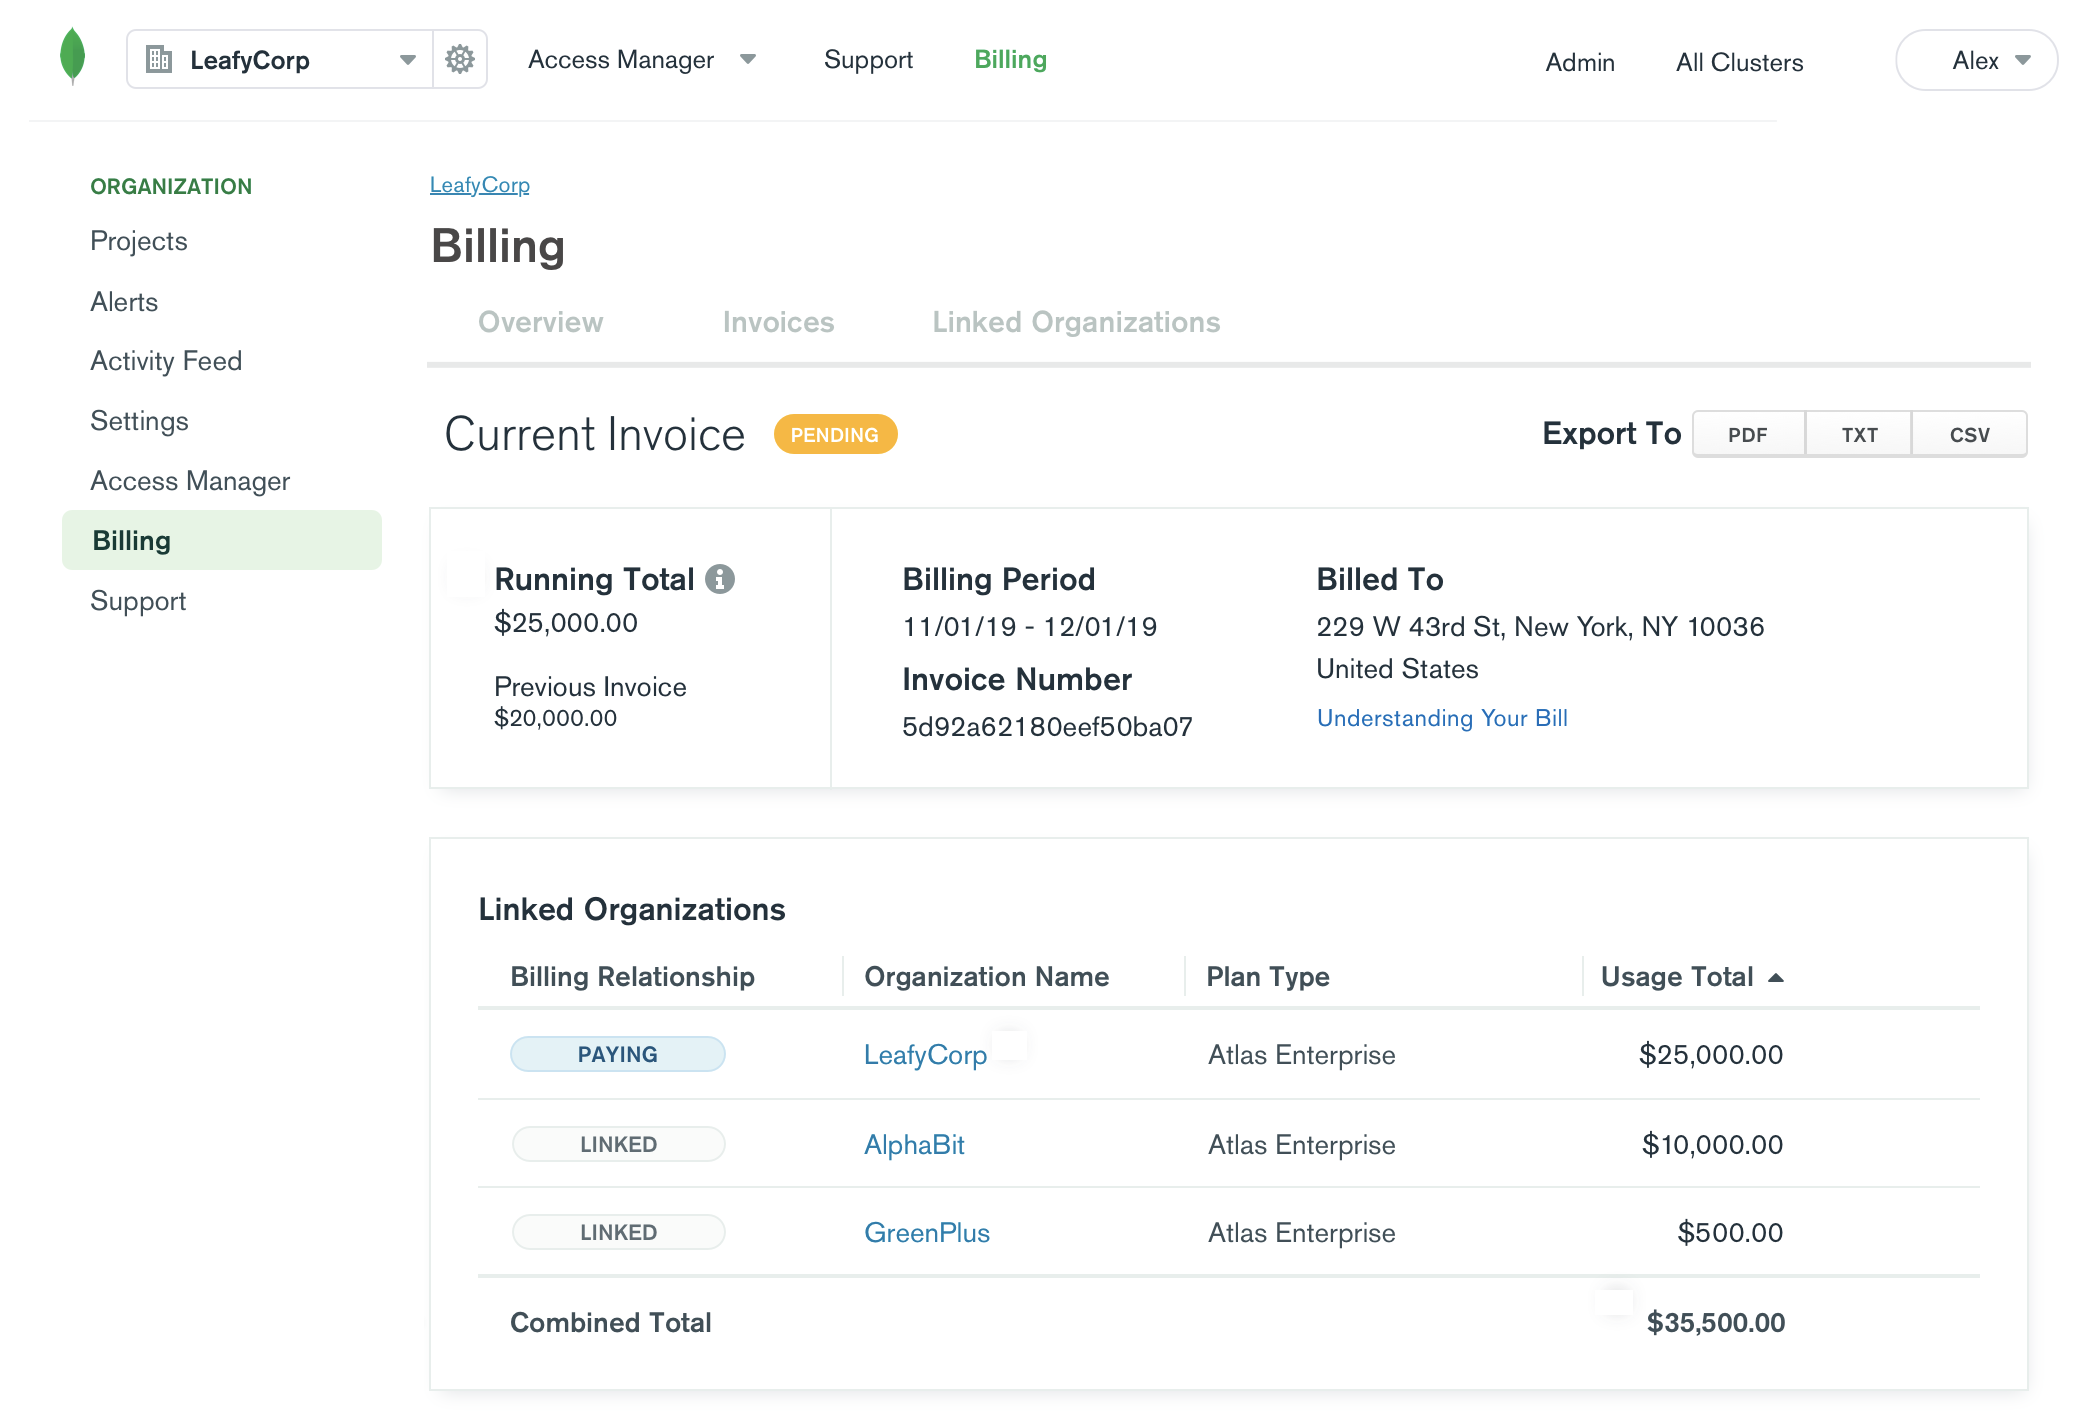 LeafyCorp
Access Manager
Support
Billing
Admin
All Clusters
Alex
ORGANIZATION
Projects
Alerts
Activity Feed
Settings
Access Manager
Billing
Support
LeafyCorp
Billing
Overview Invoices Linked Organizations
Current Invoice PENDING
Export To PDF TXT CSV
Running Total
$25,000.00
Previous Invoice
$20,000.00
Billing Period
11/01/19 - 12/01/19
Invoice Number
5d92a62180eef50ba07
Billed To
229 W 43rd St, New York, NY 10036
United States
Understanding Your Bill
Linked Organizations
Billing Relationship Organization Name Plan Type Usage Total
PAYING LeafyCorp Atlas Enterprise $25,000.00
LINKED AlphaBit Atlas Enterprise $10,000.00
LINKED GreenPlus Atlas Enterprise $500.00
Combined Total $35,500.00